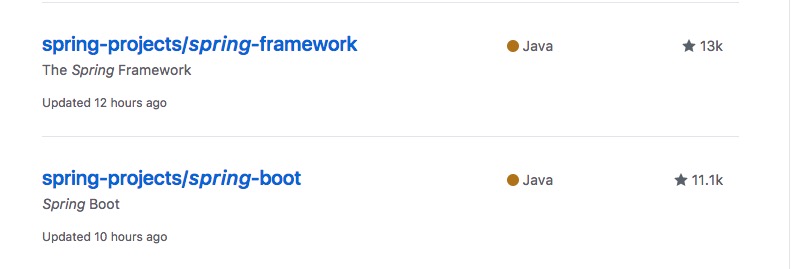 spring-projects/spring-framework Java 13k
The Spring Framework
Updated 12 hours ago
spring-projects/spring-boot Java 11.1k
Spring Boot
Updated 10 hours ago